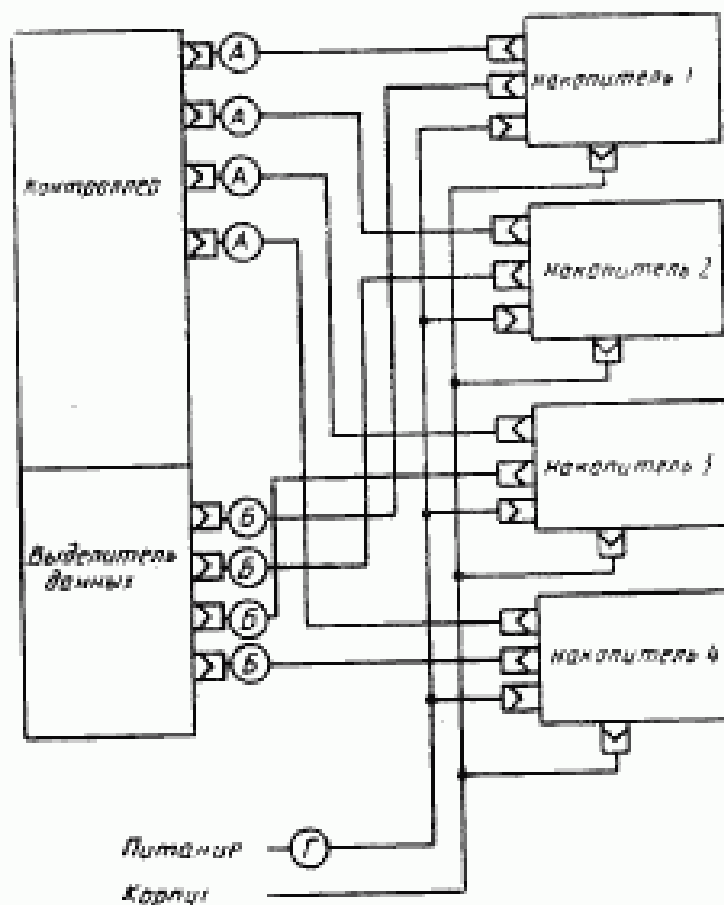 А
накопитель 1
А
Контроллер
А
А
накопитель 2
накопитель 3
Б
Выделитель
данных
Б
Б
Б
накопитель 4
Питание
Г
Корпус